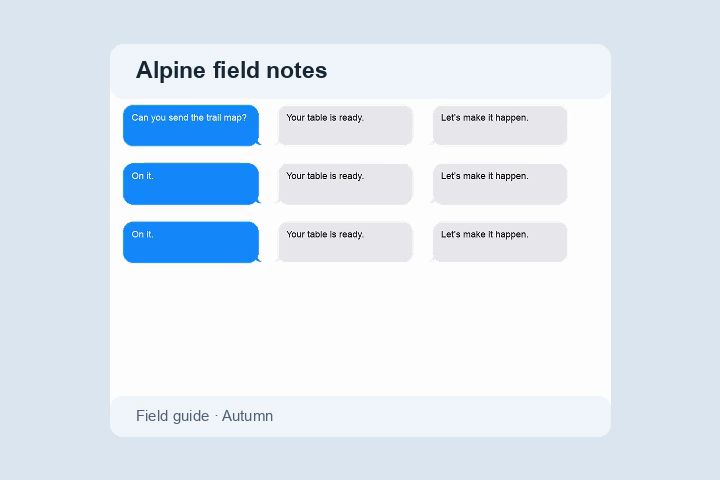 Alpine field notes
Can you send the trail map?
Your table is ready.
Let's make it happen.
On it.
Your table is ready.
Let's make it happen.
On it.
Your table is ready.
Let's make it happen.
Field guide · Autumn